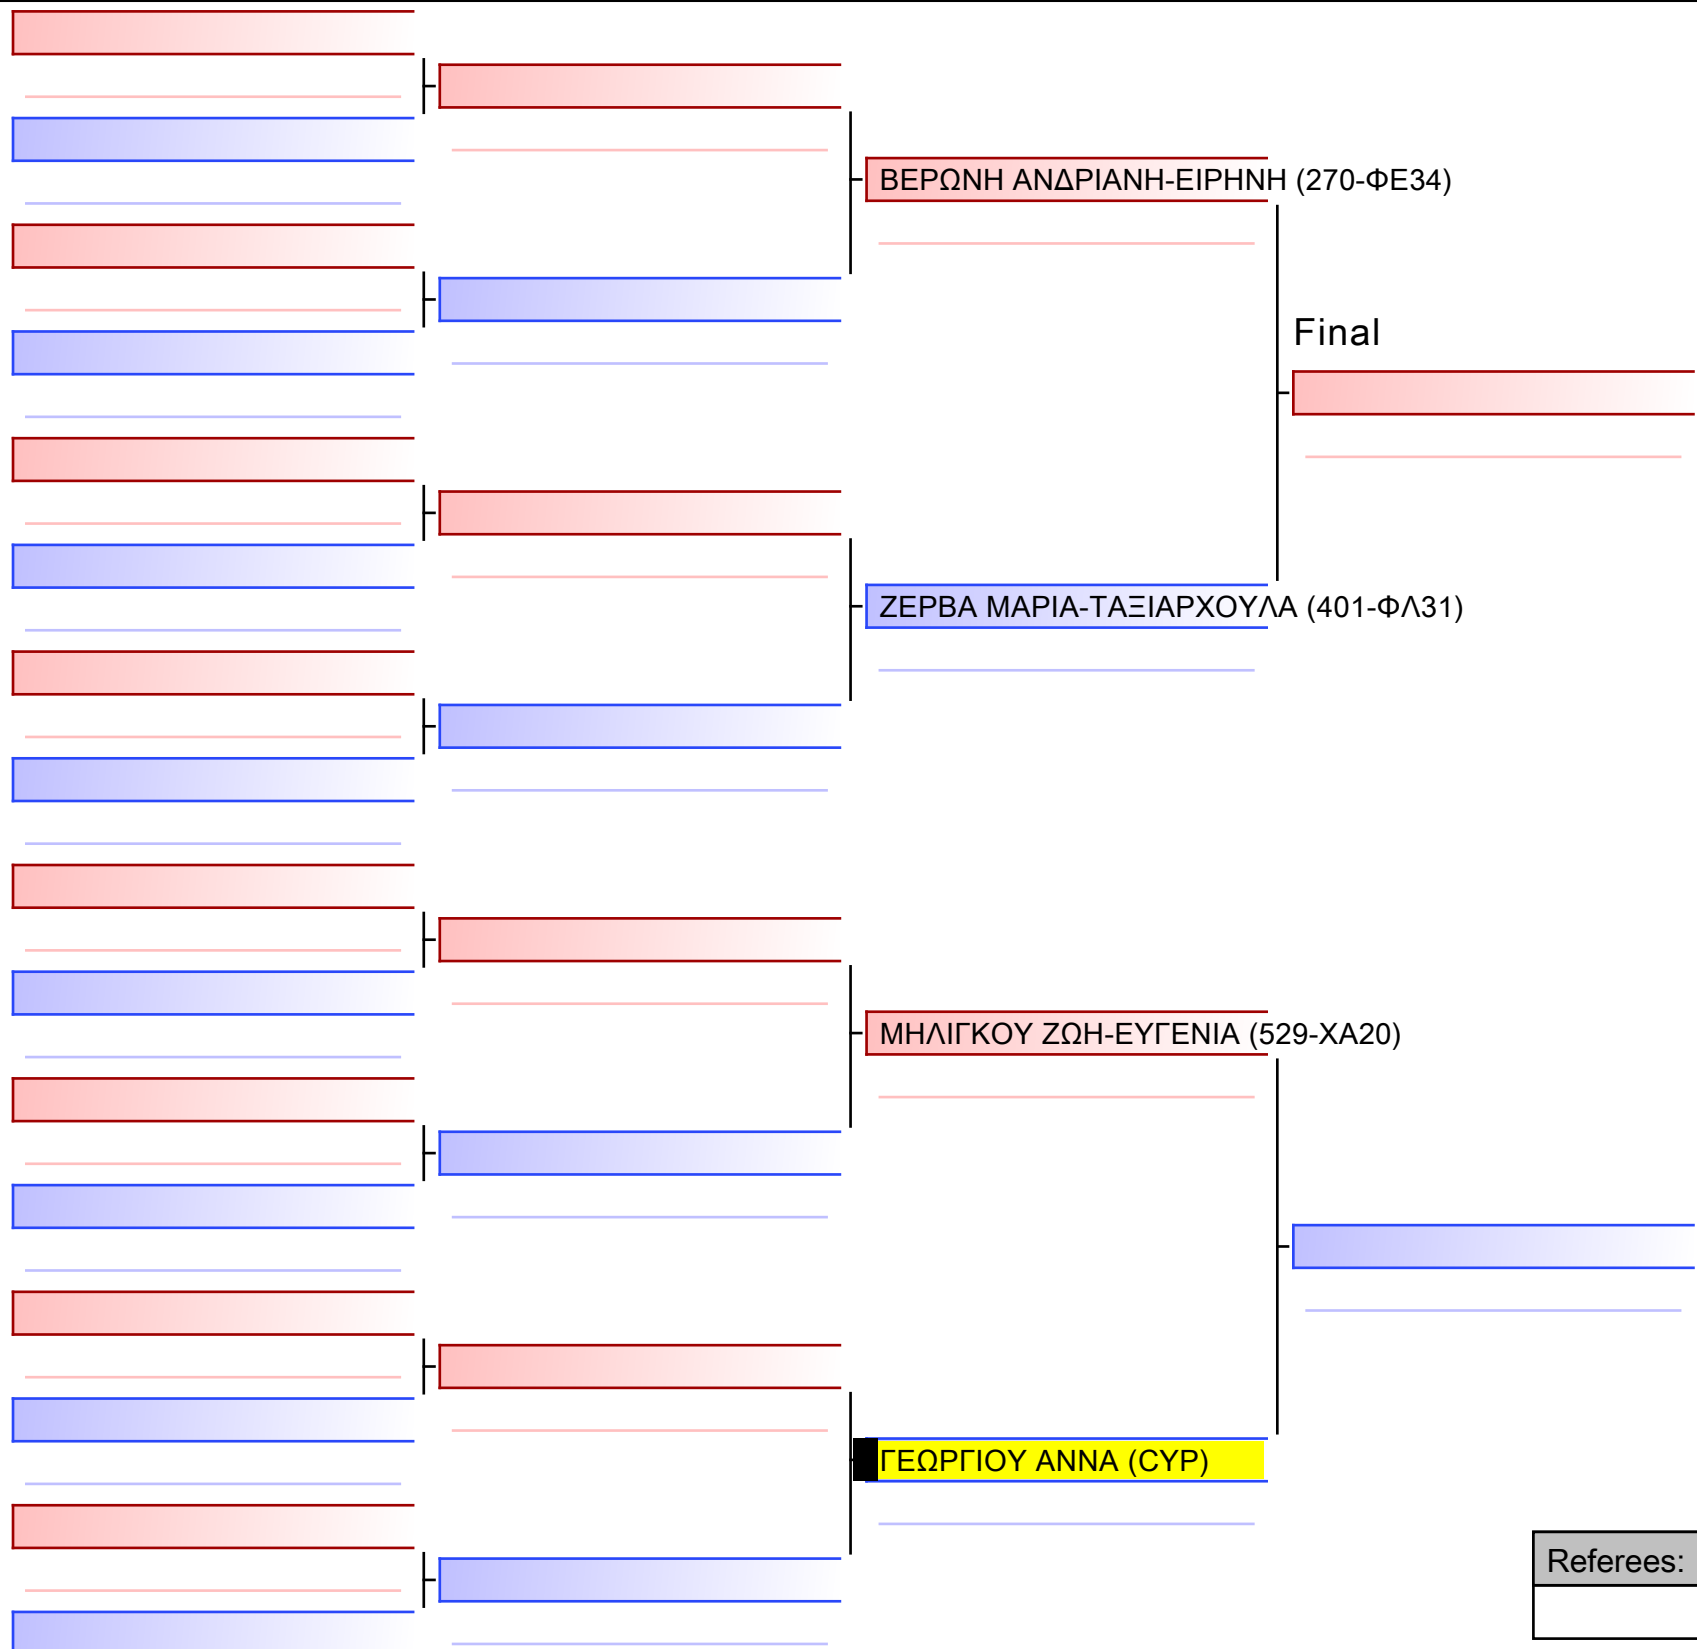 ΒΕΡΩΝΗ ΑΝΔΡΙΑΝΗ-ΕΙΡΗΝΗ (270-ΦΕ34)
Final
ΖΕΡΒΑ ΜΑΡΙΑ-ΤΑΞΙΑΡΧΟΥΛΑ (401-ΦΛ31)
ΜΗΛΙΓΚΟΥ ΖΩΗ-ΕΥΓΕΝΙΑ (529-ΧΑ20)
ΓΕΩΡΓΙΟΥ ΑΝΝΑ (CYP)
Referees: